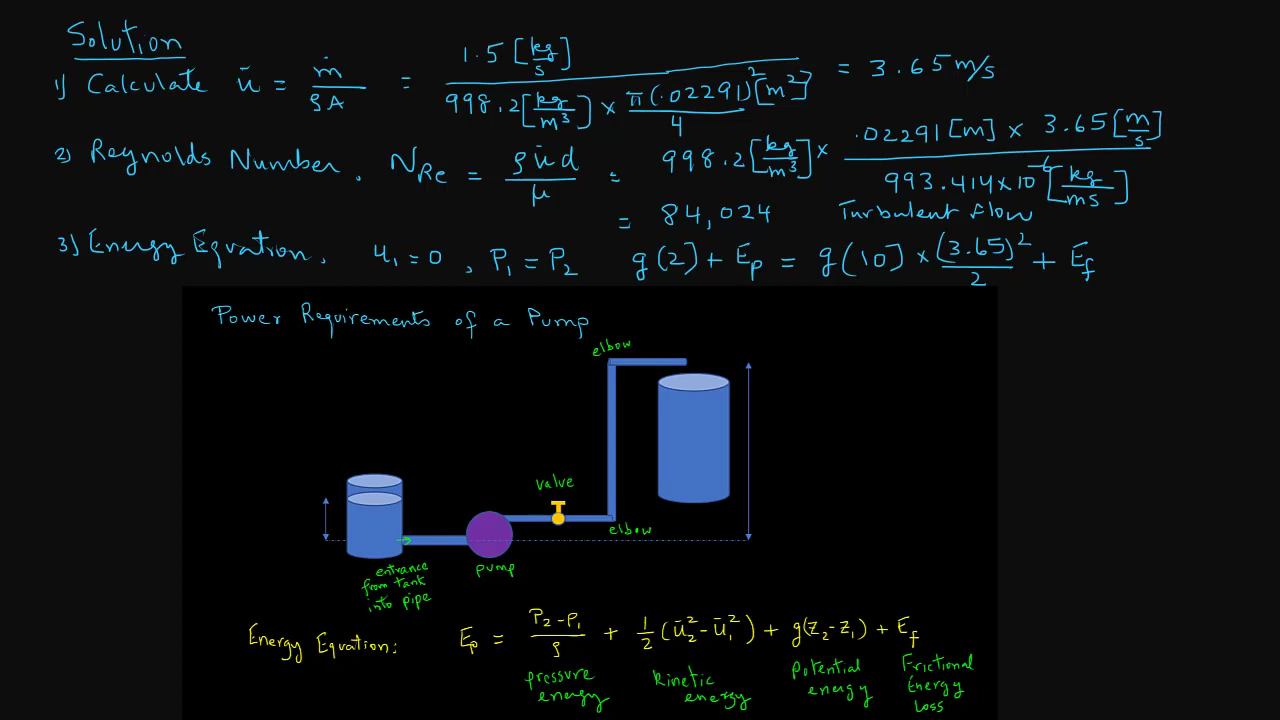 Solution
1) Calculate ū = ṁ / ρA = 1.5 [kg/s] / (998.2 [kg/m³] × π(.02291)² [m²] / 4) = 3.65 m/s
2) Reynolds Number, N_Re = ρūd / μ = 998.2 [kg/m³] × .02291 [m] × 3.65 [m/s] / 993.414×10⁻⁶ [kg/ms]
= 84,024 Turbulent flow
3) Energy Equation, u₁ = 0, P₁ = P₂ g(2) + E_p = g(10) × (3.65)² / 2 + E_f
Power Requirements of a Pump
elbow
valve
elbow
entrance
from tank
into pipe
pump
Energy Equation: E_p = (P₂ - P₁) / ρ + 1/2 (ū₂² - ū₁²) + g(z₂ - z₁) + E_f
pressure energy
kinetic energy
Potential energy
Frictional Energy Loss